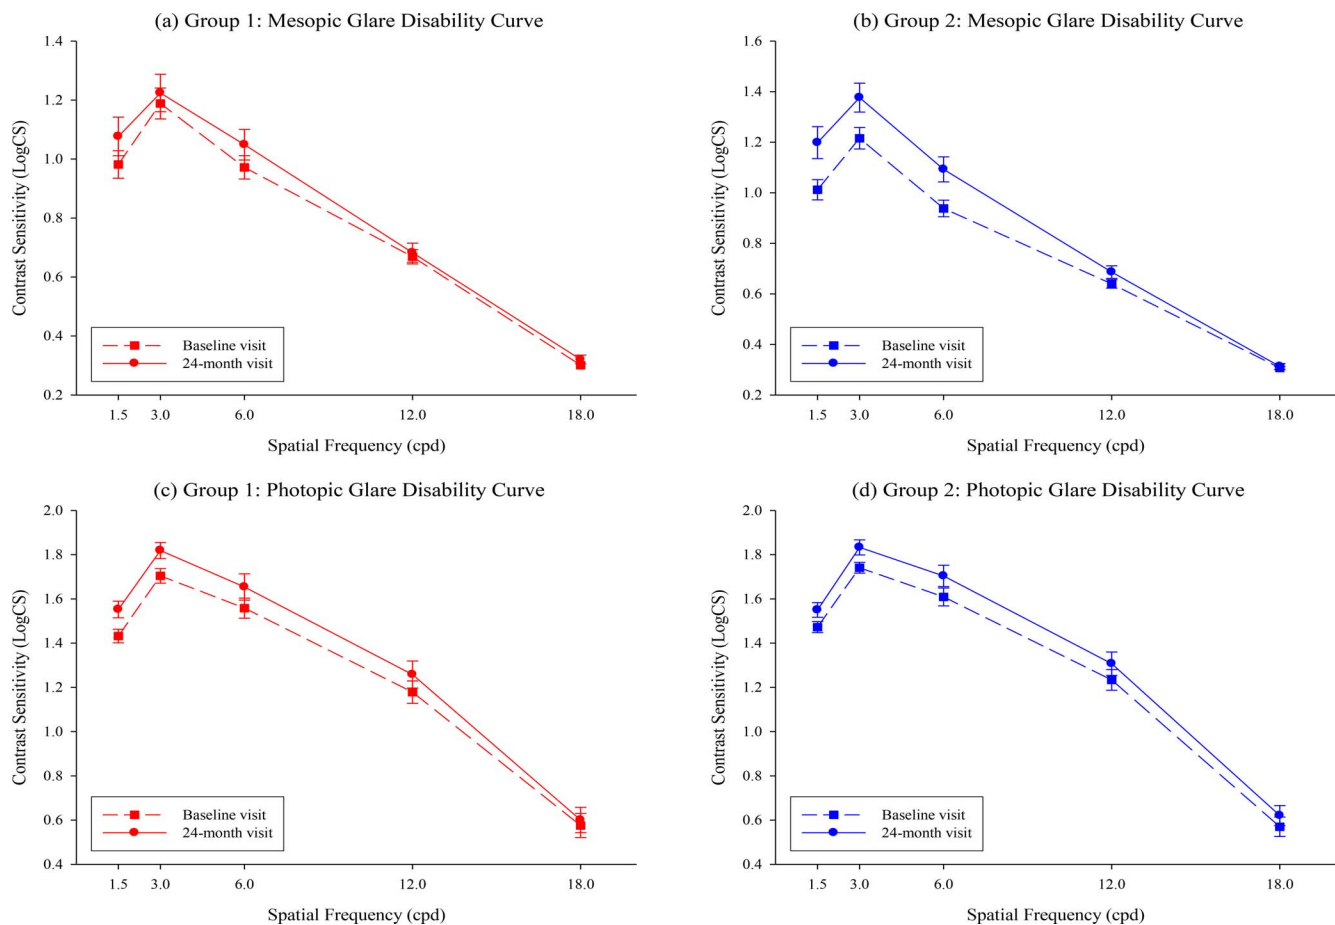 (a) Group 1: Mesopic Glare Disability Curve
Contrast Sensitivity (LogCS)
1.4
1.2
1.0
0.8
0.6
0.4
0.2
Baseline visit
24-month visit
1.5 3.0 6.0 12.0 18.0
Spatial Frequency (cpd)
(b) Group 2: Mesopic Glare Disability Curve
Contrast Sensitivity (LogCS)
1.6
1.4
1.2
1.0
0.8
0.6
0.4
0.2
Baseline visit
24-month visit
1.5 3.0 6.0 12.0 18.0
Spatial Frequency (cpd)
(c) Group 1: Photopic Glare Disability Curve
Contrast Sensitivity (LogCS)
2.0
1.8
1.6
1.4
1.2
1.0
0.8
0.6
0.4
Baseline visit
24-month visit
1.5 3.0 6.0 12.0 18.0
Spatial Frequency (cpd)
(d) Group 2: Photopic Glare Disability Curve
Contrast Sensitivity (LogCS)
2.0
1.8
1.6
1.4
1.2
1.0
0.8
0.6
0.4
Baseline visit
24-month visit
1.5 3.0 6.0 12.0 18.0
Spatial Frequency (cpd)